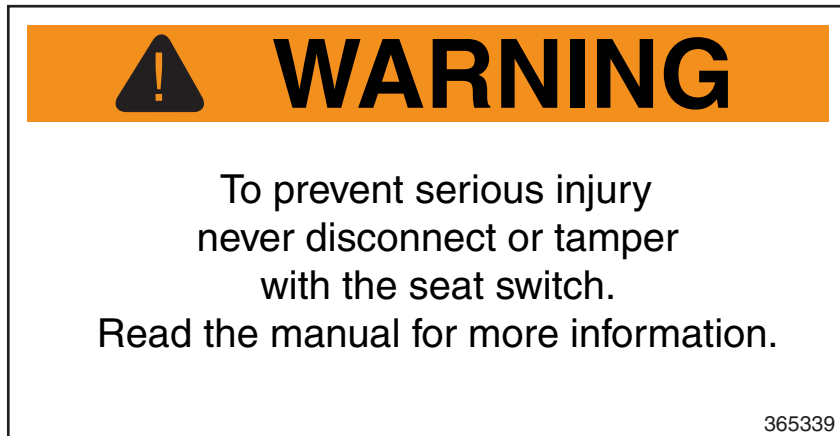 WARNING
To prevent serious injury
never disconnect or tamper
with the seat switch.
Read the manual for more information.
365339